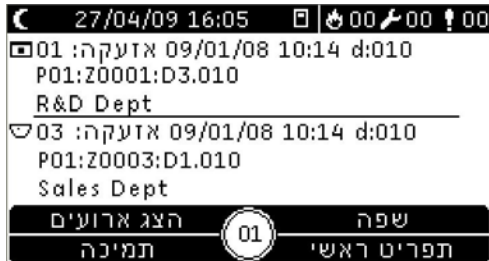 27/04/09 16:05 00 00 00
01 אזעקה: 09/01/08 10:14 d:010
P01:Z0001:D3.010
R&D Dept
03 אזעקה: 09/01/08 10:14 d:010
P01:Z0003:D1.010
Sales Dept
הצג ארועים שפה
01
תמיכה תפריט ראשי